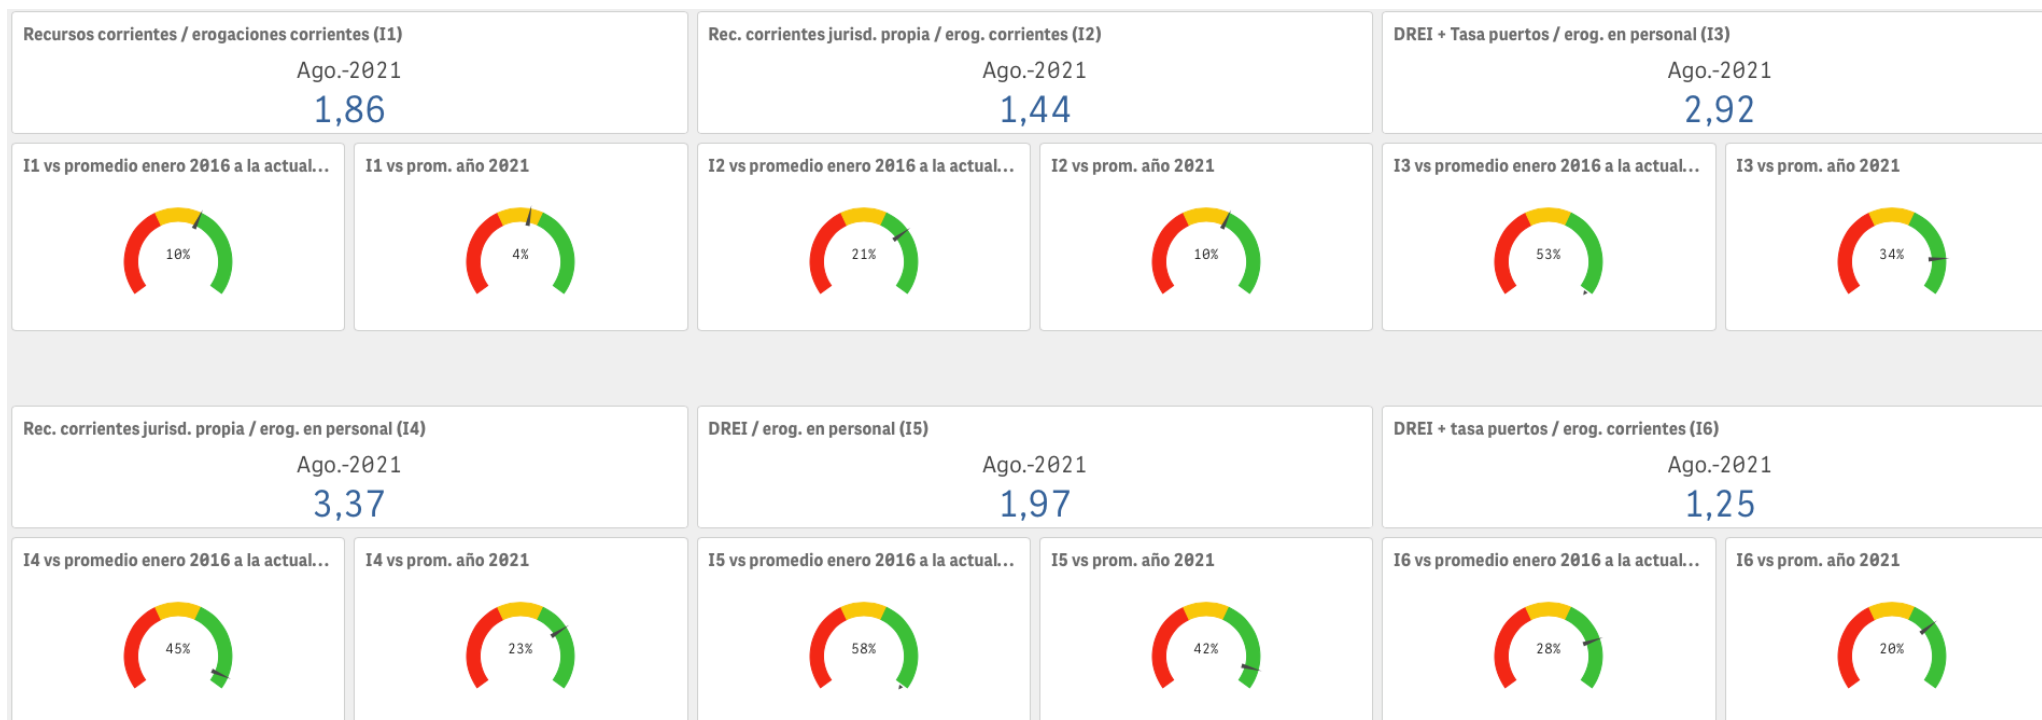 Recursos corrientes / erogaciones corrientes (I1)
Ago.-2021
1,86
Rec. corrientes jurisd. propia / erog. corrientes (I2)
Ago.-2021
1,44
DREI + Tasa puertos / erog. en personal (I3)
Ago.-2021
2,92
I1 vs promedio enero 2016 a la actual...
10%
I1 vs prom. año 2021
4%
I2 vs promedio enero 2016 a la actual...
21%
I2 vs prom. año 2021
10%
I3 vs promedio enero 2016 a la actual...
53%
I3 vs prom. año 2021
34%
Rec. corrientes jurisd. propia / erog. en personal (I4)
Ago.-2021
3,37
DREI / erog. en personal (I5)
Ago.-2021
1,97
DREI + tasa puertos / erog. corrientes (I6)
Ago.-2021
1,25
I4 vs promedio enero 2016 a la actual...
45%
I4 vs prom. año 2021
23%
I5 vs promedio enero 2016 a la actual...
58%
I5 vs prom. año 2021
42%
I6 vs promedio enero 2016 a la actual...
28%
I6 vs prom. año 2021
20%